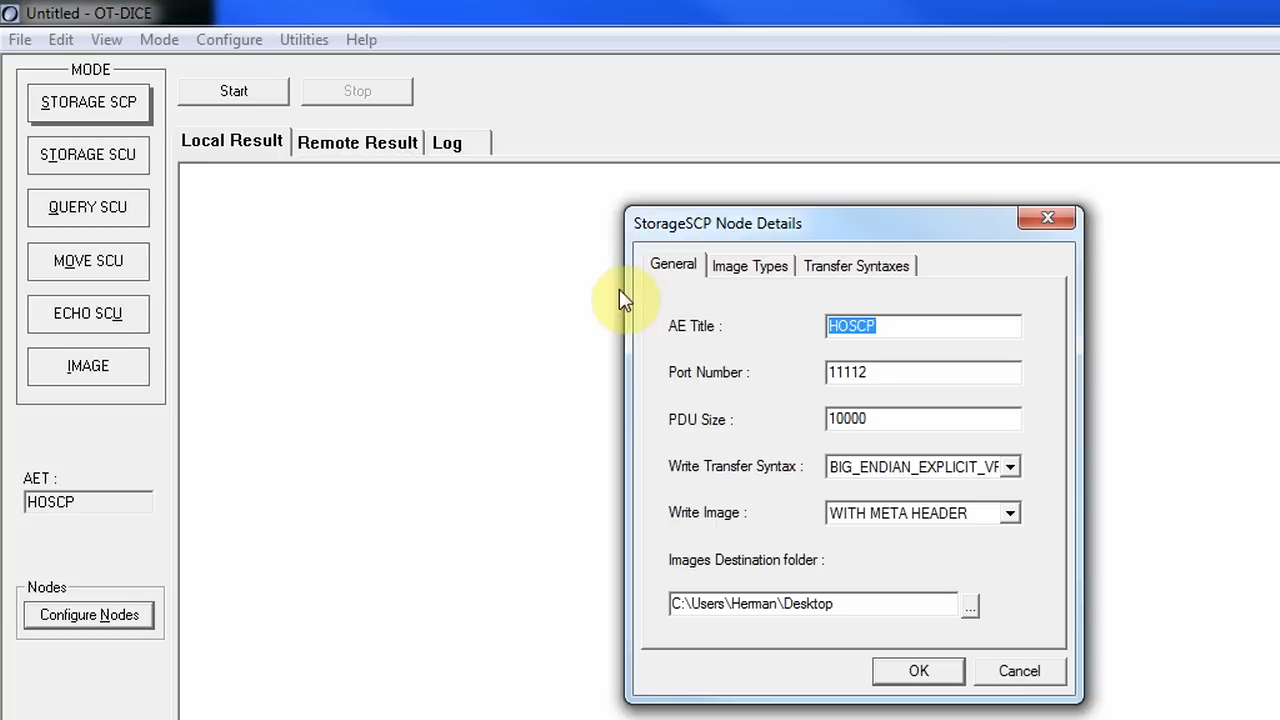 Untitled - OT-DICE
File Edit View Mode Configure Utilities Help
MODE
STORAGE SCP
STORAGE SCU
QUERY SCU
MOVE SCU
ECHO SCU
IMAGE
AET :
HOSCP
Nodes
Configure Nodes
Start Stop
Local Result Remote Result Log
StorageSCP Node Details
General Image Types Transfer Syntaxes
AE Title : HOSCP
Port Number : 11112
PDU Size : 10000
Write Transfer Syntax : BIG_ENDIAN_EXPLICIT_VF
Write Image : WITH META HEADER
Images Destination folder :
C:\Users\Herman\Desktop ...
OK Cancel